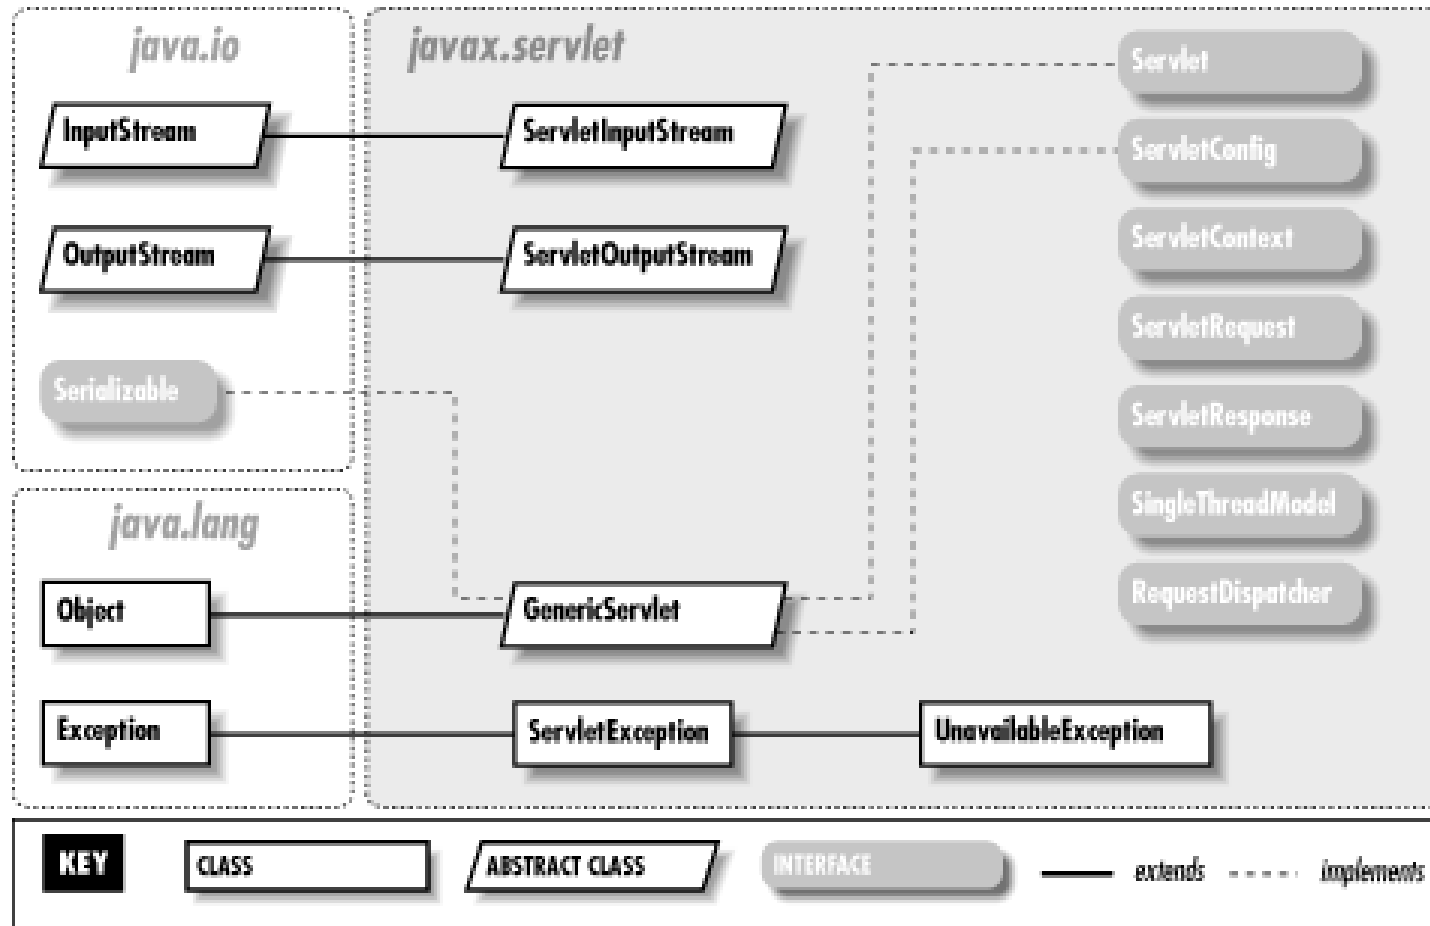 java.io
InputStream
OutputStream
Serializable
java.lang
Object
Exception
javax.servlet
ServletInputStream
ServletOutputStream
GenericServlet
ServletException
UnavailableException
Servlet
ServletConfig
ServletContext
ServletRequest
ServletResponse
SingleThreadModel
RequestDispatcher
KEY
CLASS
ABSTRACT CLASS
INTERFACE
extends
implements